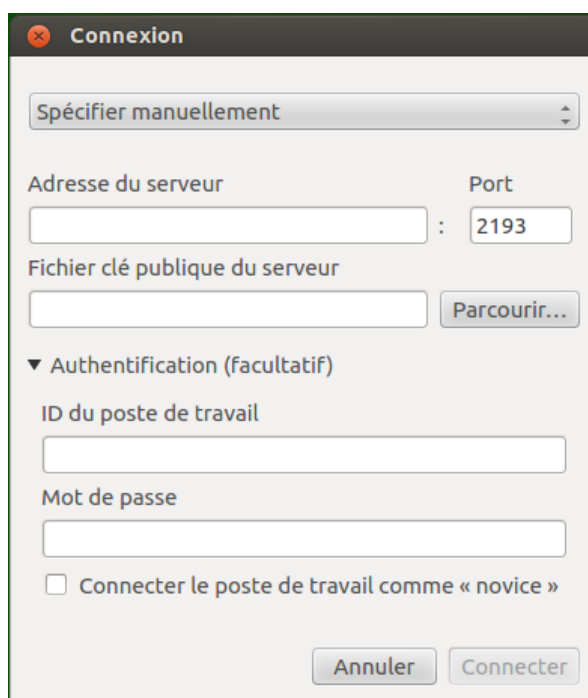 Connexion
Spécifier manuellement
Adresse du serveur Port
: 2193
Fichier clé publique du serveur
Parcourir...
Authentification (facultatif)
ID du poste de travail
Mot de passe
Connecter le poste de travail comme « novice »
Annuler Connecter